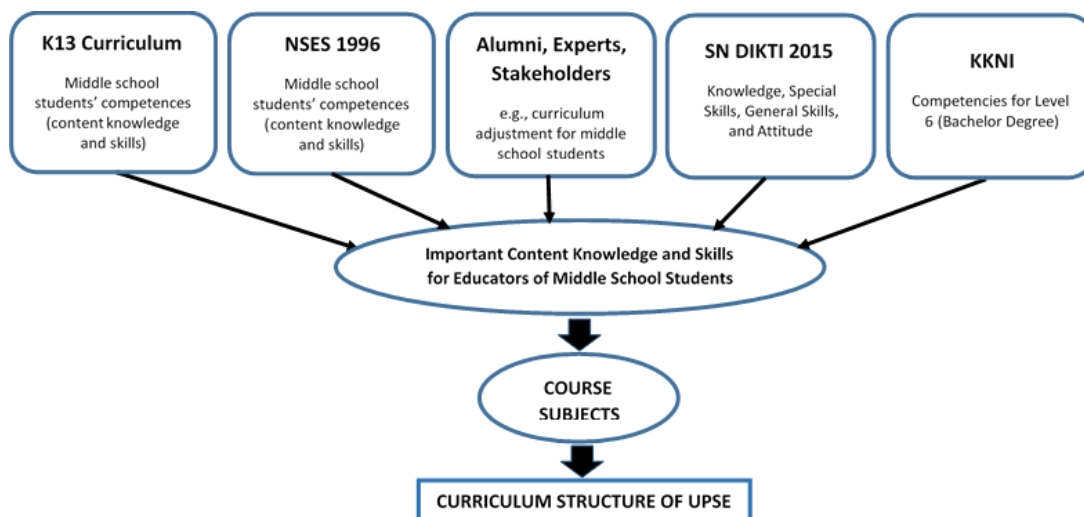 K13 Curriculum
Middle school
students’ competences
(content knowledge
and skills)
NSES 1996
Middle school
students’ competences
(content knowledge
and skills)
Alumni, Experts,
Stakeholders
e.g., curriculum
adjustment for middle
school students
SN DIKTI 2015
Knowledge, Special
Skills, General Skills,
and Attitude
KKNI
Competencies for Level
6 (Bachelor Degree)
Important Content Knowledge and Skills
for Educators of Middle School Students
COURSE
SUBJECTS
CURRICULUM STRUCTURE OF UPSE